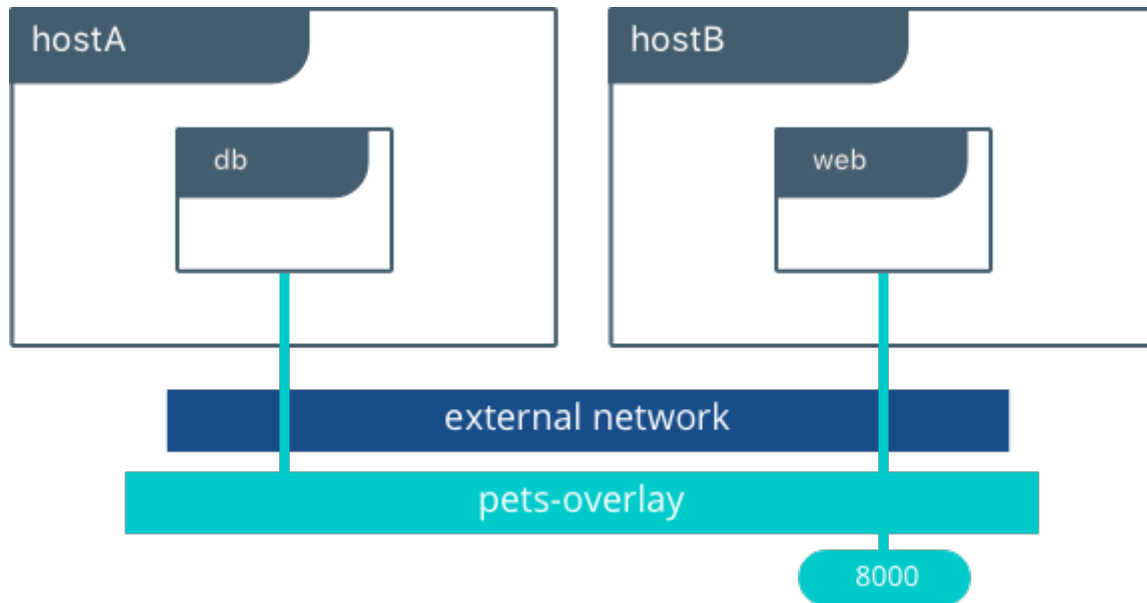 hostA
hostB
db
web
external network
pets-overlay
8000